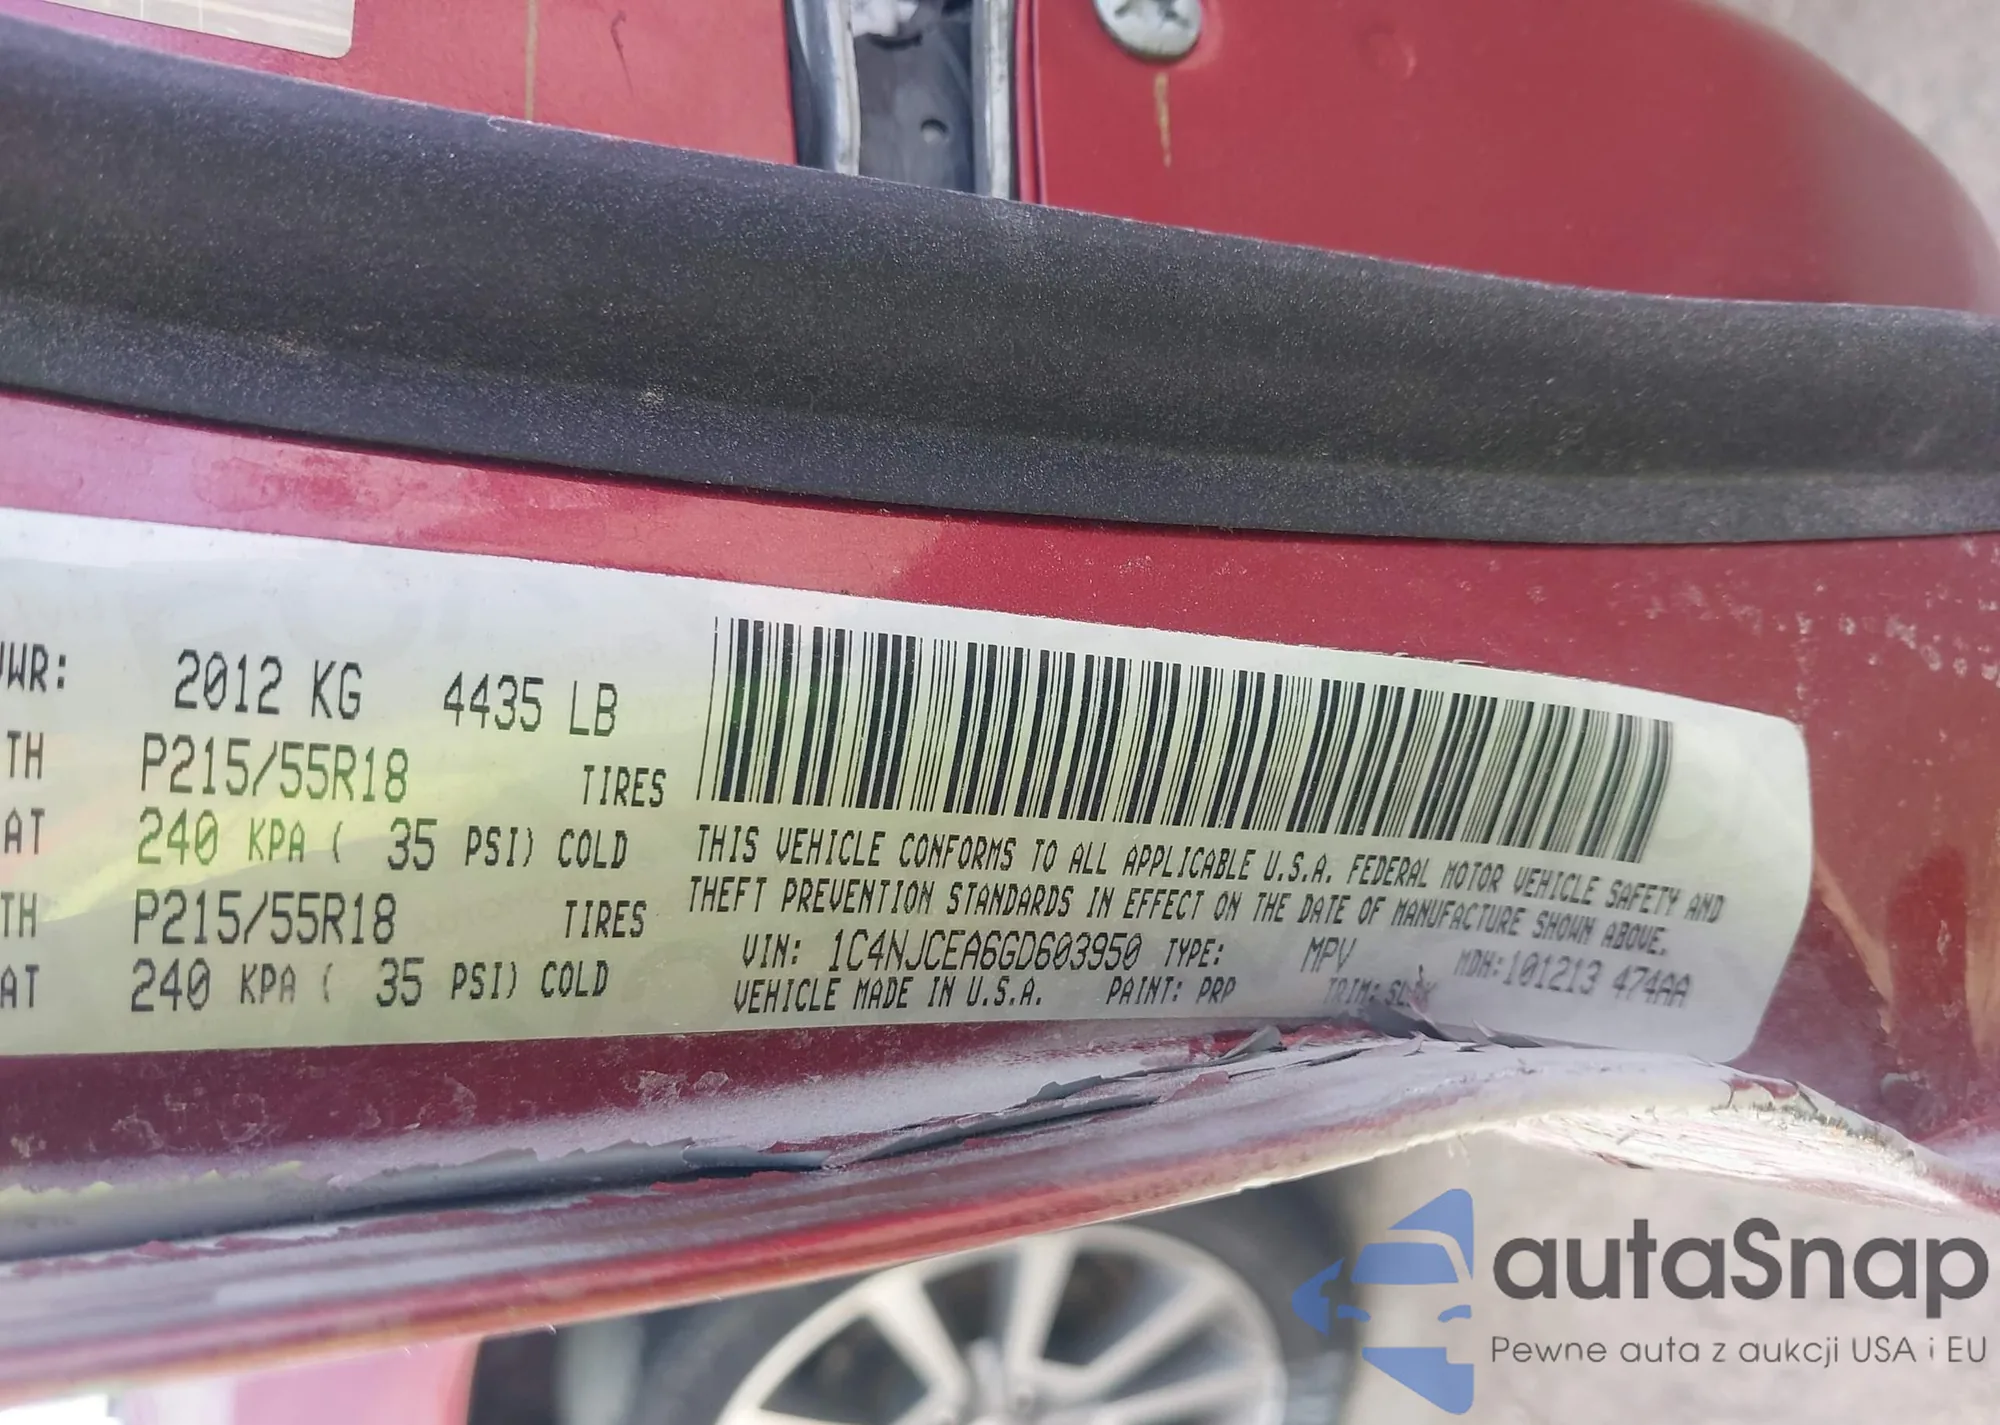 WR: 2012 KG 4435 LB
TH P215/55R18 TIRES
AT 240 KPA ( 35 PSI) COLD
TH P215/55R18 TIRES
AT 240 KPA ( 35 PSI) COLD
THIS VEHICLE CONFORMS TO ALL APPLICABLE U.S.A. FEDERAL MOTOR VEHICLE SAFETY AND
THEFT PREVENTION STANDARDS IN EFFECT ON THE DATE OF MANUFACTURE SHOWN ABOVE.
VIN: 1C4NJCEA6GD603950 TYPE: MPV MDH:101213 474AA
VEHICLE MADE IN U.S.A. PAINT: PRP TRIM:
autaSnap
Pewne auta z aukcji USA i EU